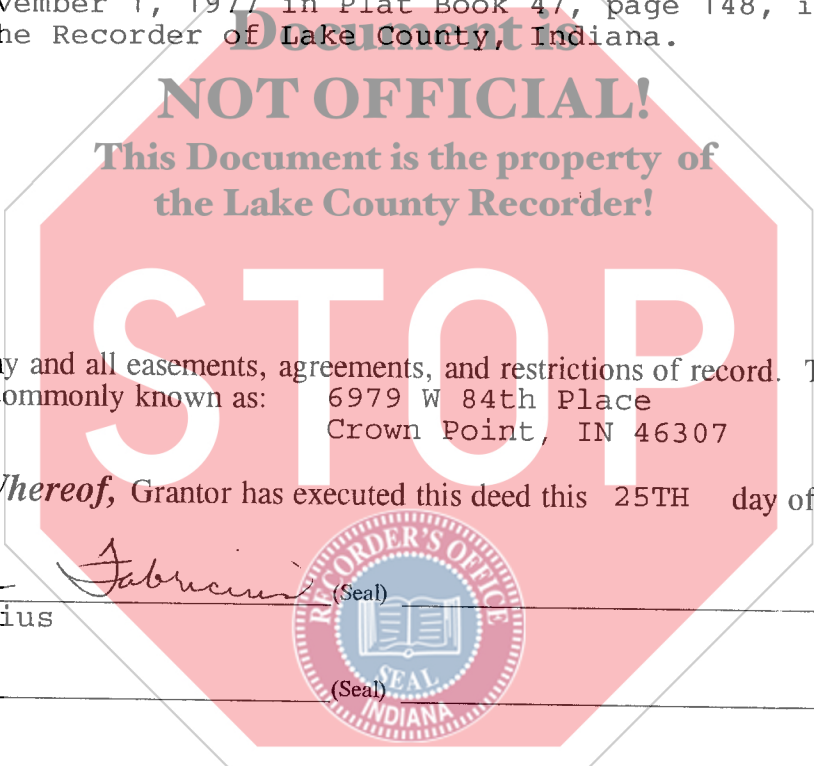 vember 1, 1977 in Plat Book 47, page 148, i
he Recorder of Lake County, Indiana.
Document is
NOT OFFICIAL!
This Document is the property of
the Lake County Recorder!
STOP
ny and all easements, agreements, and restrictions of record. T
ommonly known as: 6979 W 84th Place
Crown Point, IN 46307
Whereof, Grantor has executed this deed this 25TH day of
Fabricius (Seal)
ius
(Seal)
RECORDER'S OFFICE
SEAL
INDIANA